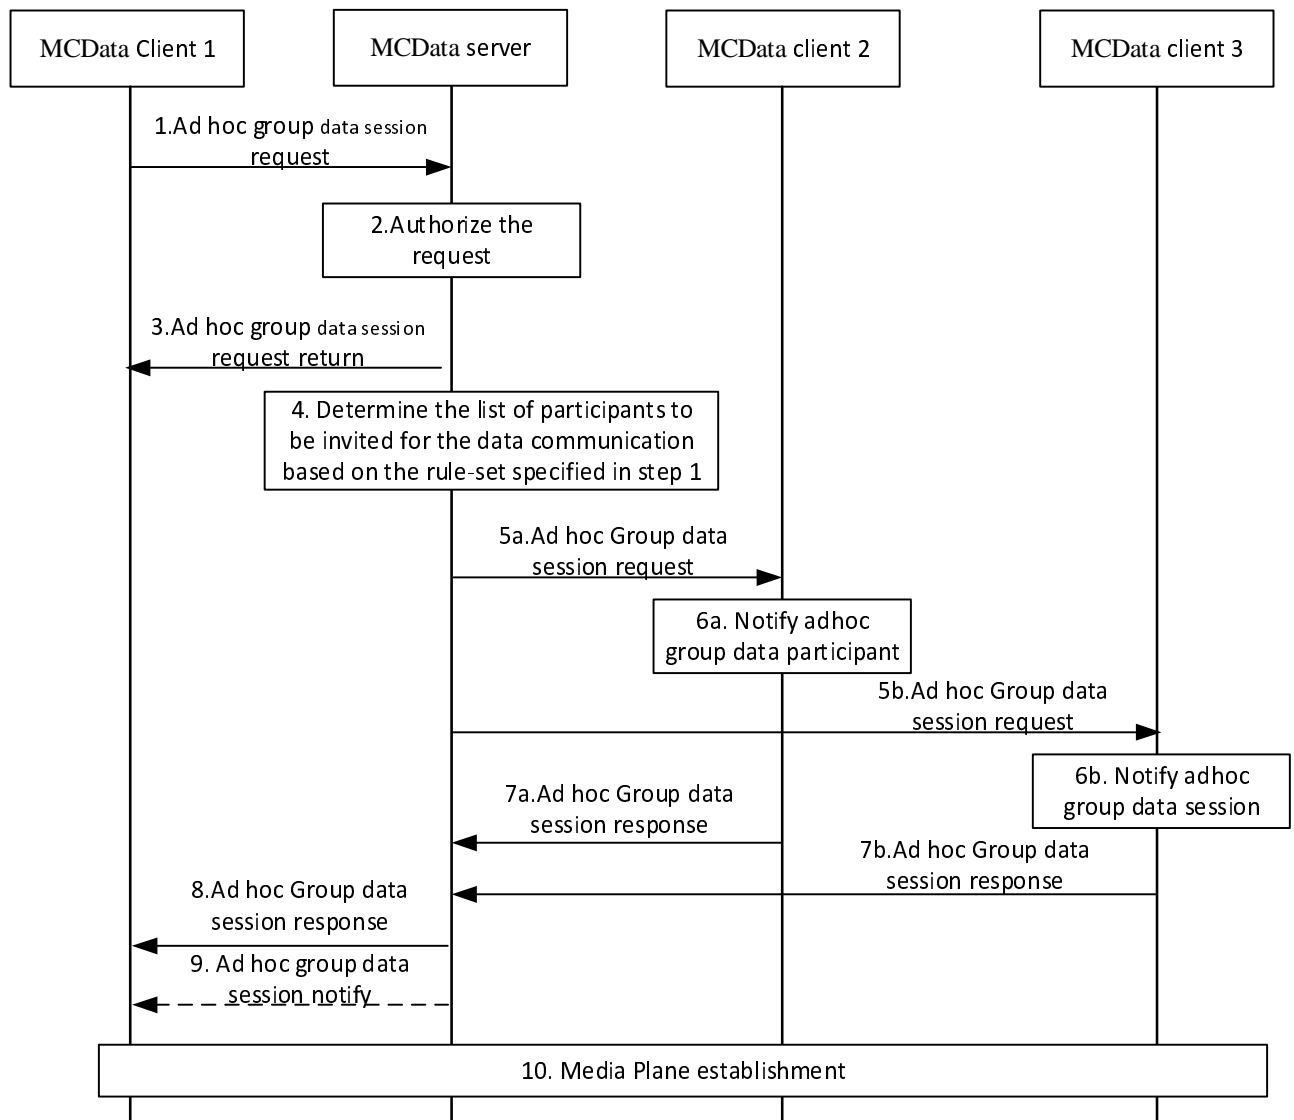 MCData Client 1
MCData server
MCData client 2
MCData client 3
1.Ad hoc group data session
request
2.Authorize the
request
3.Ad hoc group data session
request return
4. Determine the list of participants to
be invited for the data communication
based on the rule-set specified in step 1
5a.Ad hoc Group data
session request
6a. Notify adhoc
group data participant
5b.Ad hoc Group data
session request
6b. Notify adhoc
group data session
7a.Ad hoc Group data
session response
7b.Ad hoc Group data
session response
8.Ad hoc Group data
session response
9. Ad hoc group data
session notify
10. Media Plane establishment